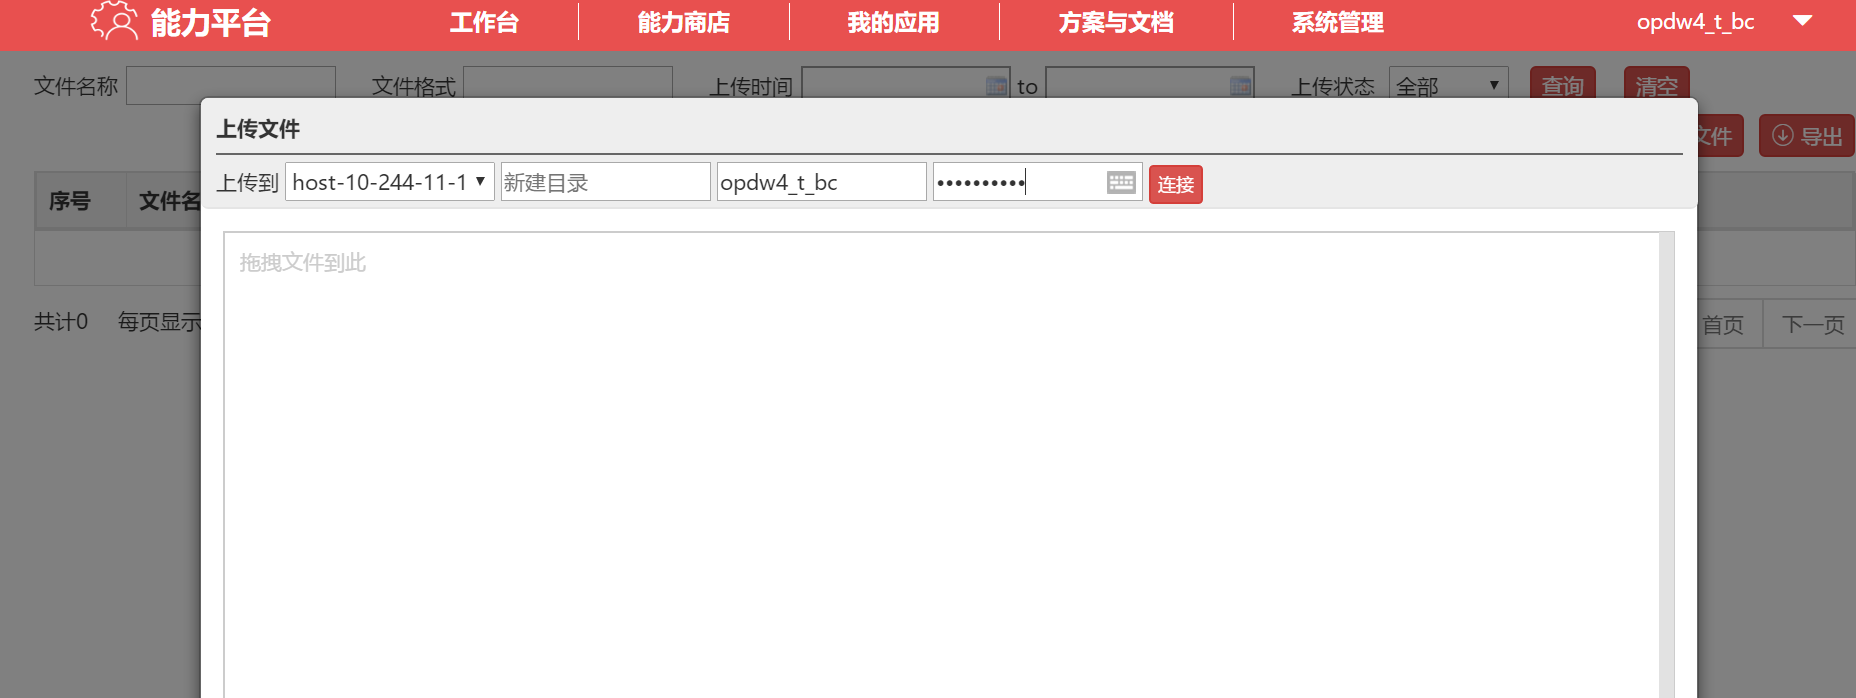 能力平台 工作台 能力商店 我的应用 方案与文档 系统管理 opdw4_t_bc
文件名称 文件格式 上传时间 to 上传状态 全部 查询 清空
文件 导出
上传文件
上传到 host-10-244-11-1 新建目录 opdw4_t_bc •••••••••• 连接
序号 文件名
拖拽文件到此
共计0 每页显示 首页 下一页